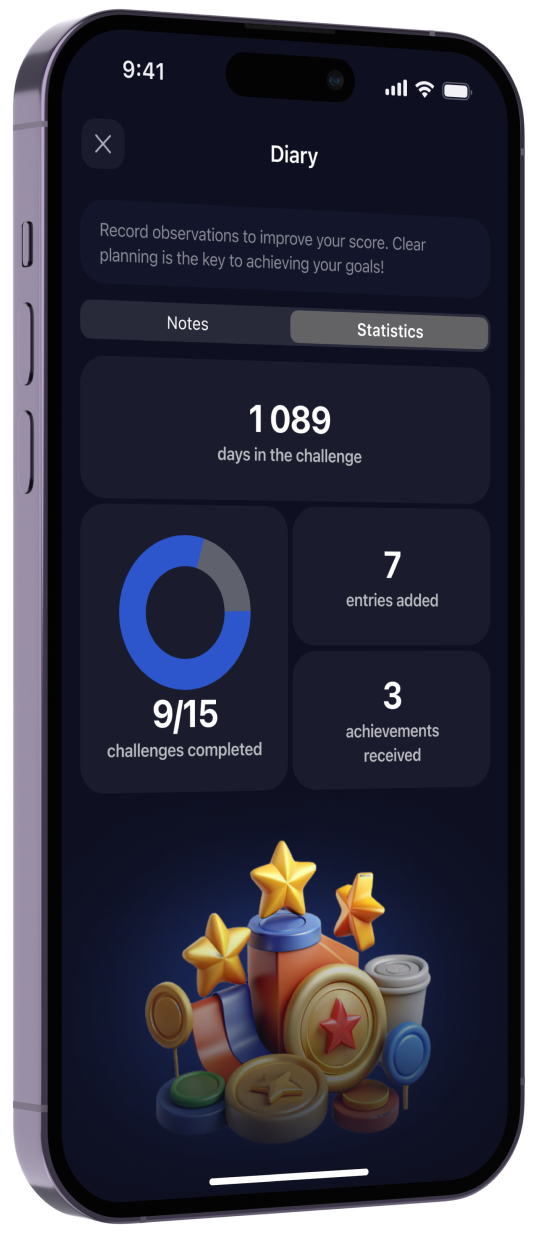 9:41
Diary
Record observations to improve your score. Clear
planning is the key to achieving your goals!
Notes
Statistics
1 089
days in the challenge
9/15
challenges completed
7
entries added
3
achievements
received